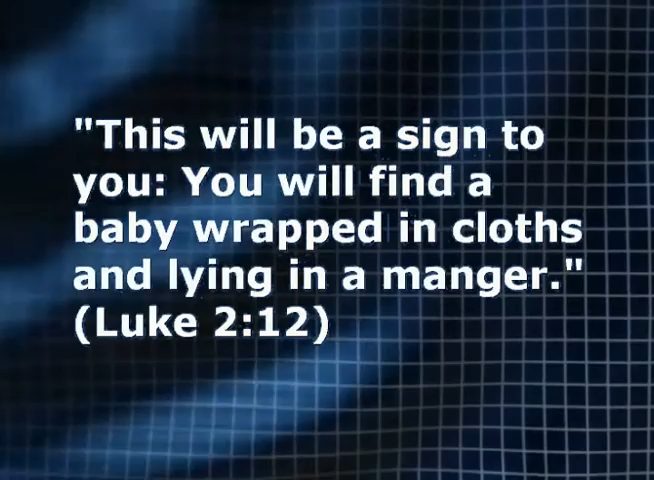 "This will be a sign to
you: You will find a
baby wrapped in cloths
and lying in a manger."
(Luke 2:12)